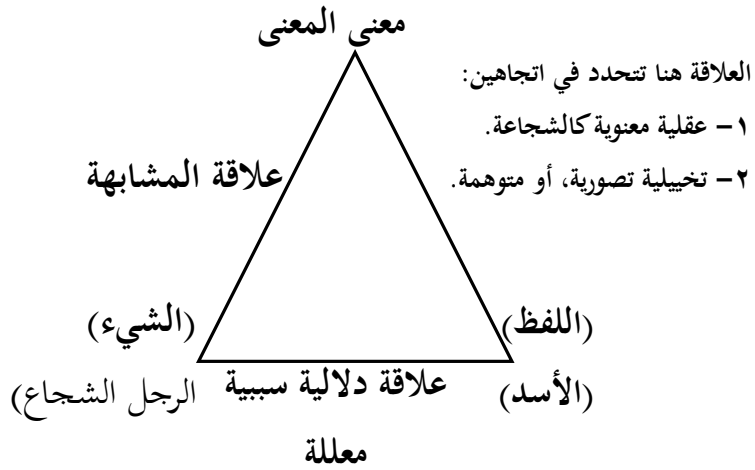 معنى المعنى
العلاقة هنا تتحدد في اتجاهين:
١– عقلية معنوية كالشجاعة.
٢– تخييلية تصورية، أو متوهمة.
علاقة المشابهة
(اللفظ)
(الشيء)
(الأسد)
علاقة دلالية سببية
معللة
الرجل الشجاع)